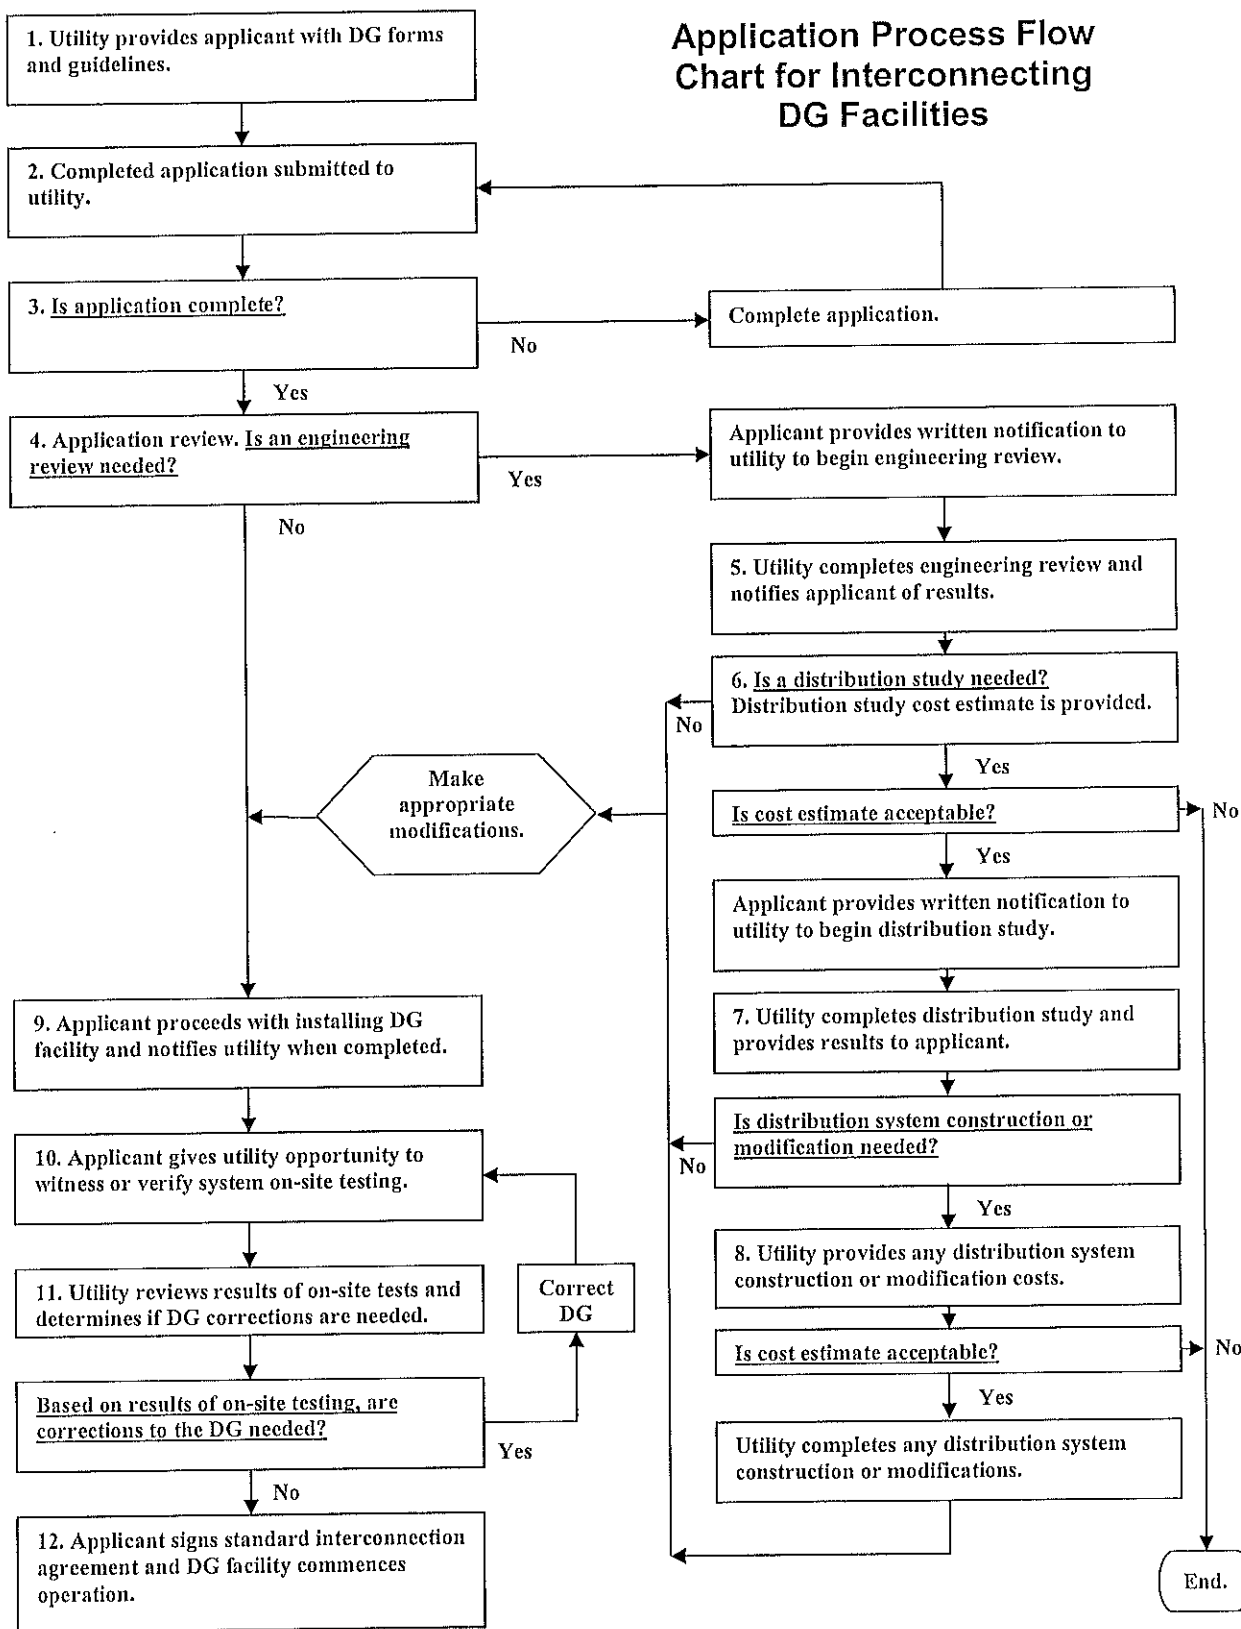 Application Process Flow
Chart for Interconnecting
DG Facilities
1. Utility provides applicant with DG forms
and guidelines.
2. Completed application submitted to
utility.
3. Is application complete?
No
Complete application.
Yes
4. Application review. Is an engineering
review needed?
Yes
Applicant provides written notification to
utility to begin engineering review.
No
5. Utility completes engineering review and
notifies applicant of results.
6. Is a distribution study needed?
Distribution study cost estimate is provided.
No
Yes
Make
appropriate
modifications.
Is cost estimate acceptable?
No
Yes
Applicant provides written notification to
utility to begin distribution study.
7. Utility completes distribution study and
provides results to applicant.
Is distribution system construction or
modification needed?
No
Yes
8. Utility provides any distribution system
construction or modification costs.
Is cost estimate acceptable?
No
Yes
Utility completes any distribution system
construction or modifications.
End.
9. Applicant proceeds with installing DG
facility and notifies utility when completed.
10. Applicant gives utility opportunity to
witness or verify system on-site testing.
11. Utility reviews results of on-site tests and
determines if DG corrections are needed.
Correct
DG
Based on results of on-site testing, are
corrections to the DG needed?
Yes
No
12. Applicant signs standard interconnection
agreement and DG facility commences
operation.